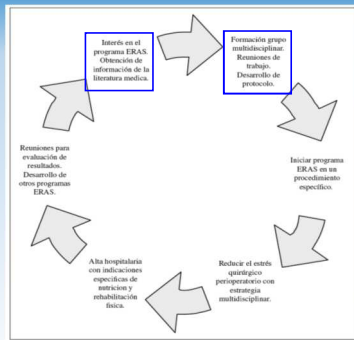 Interés en el
programa ERAS.
Obtención de
información de la
literatura medica.
Formación grupo
multidisciplinar.
Reuniones de
trabajo.
Desarrollo de
protocolo.
Iniciar programa
ERAS en un
procedimiento
específico.
Reducir el estrés
quirúrgico
perioperatorio con
estrategia
multidisciplinar.
Alta hospitalaria
con indicaciones
especificas de
nutricion y
rehabilitación
física.
Reuniones para
evaluación de
resultados.
Desarrollo de
otros programas
ERAS.